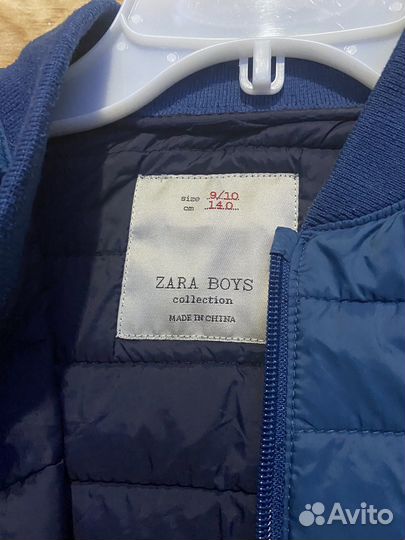 size 9/10
cm 140
ZARA BOYS
collection
MADE IN CHINA
Avito